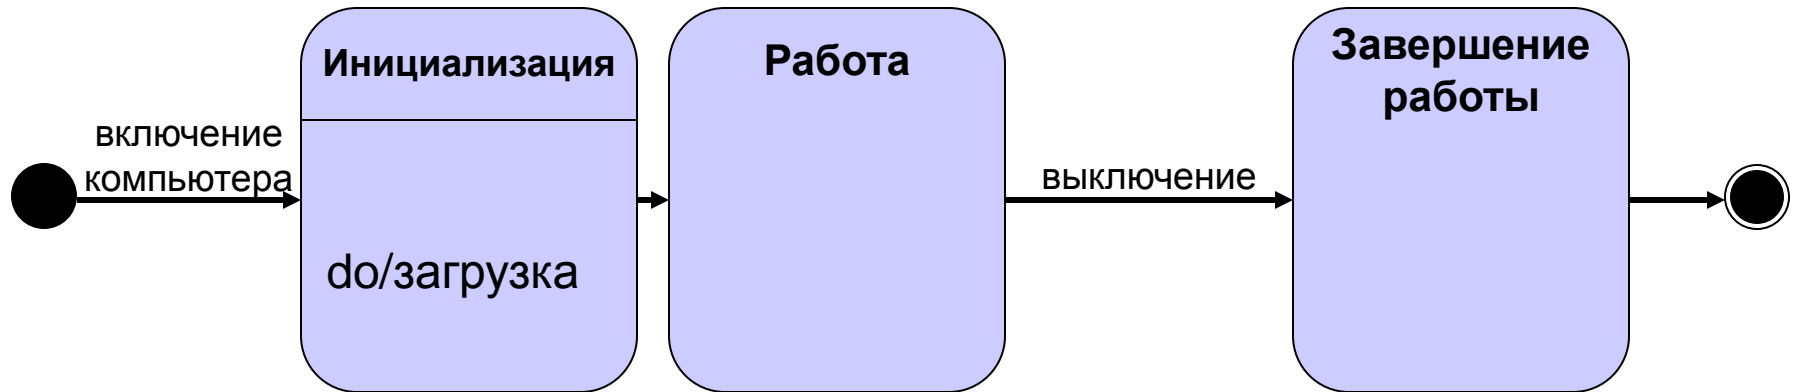 включение
компьютера
Инициализация
do/загрузка
Работа
выключение
Завершение
работы